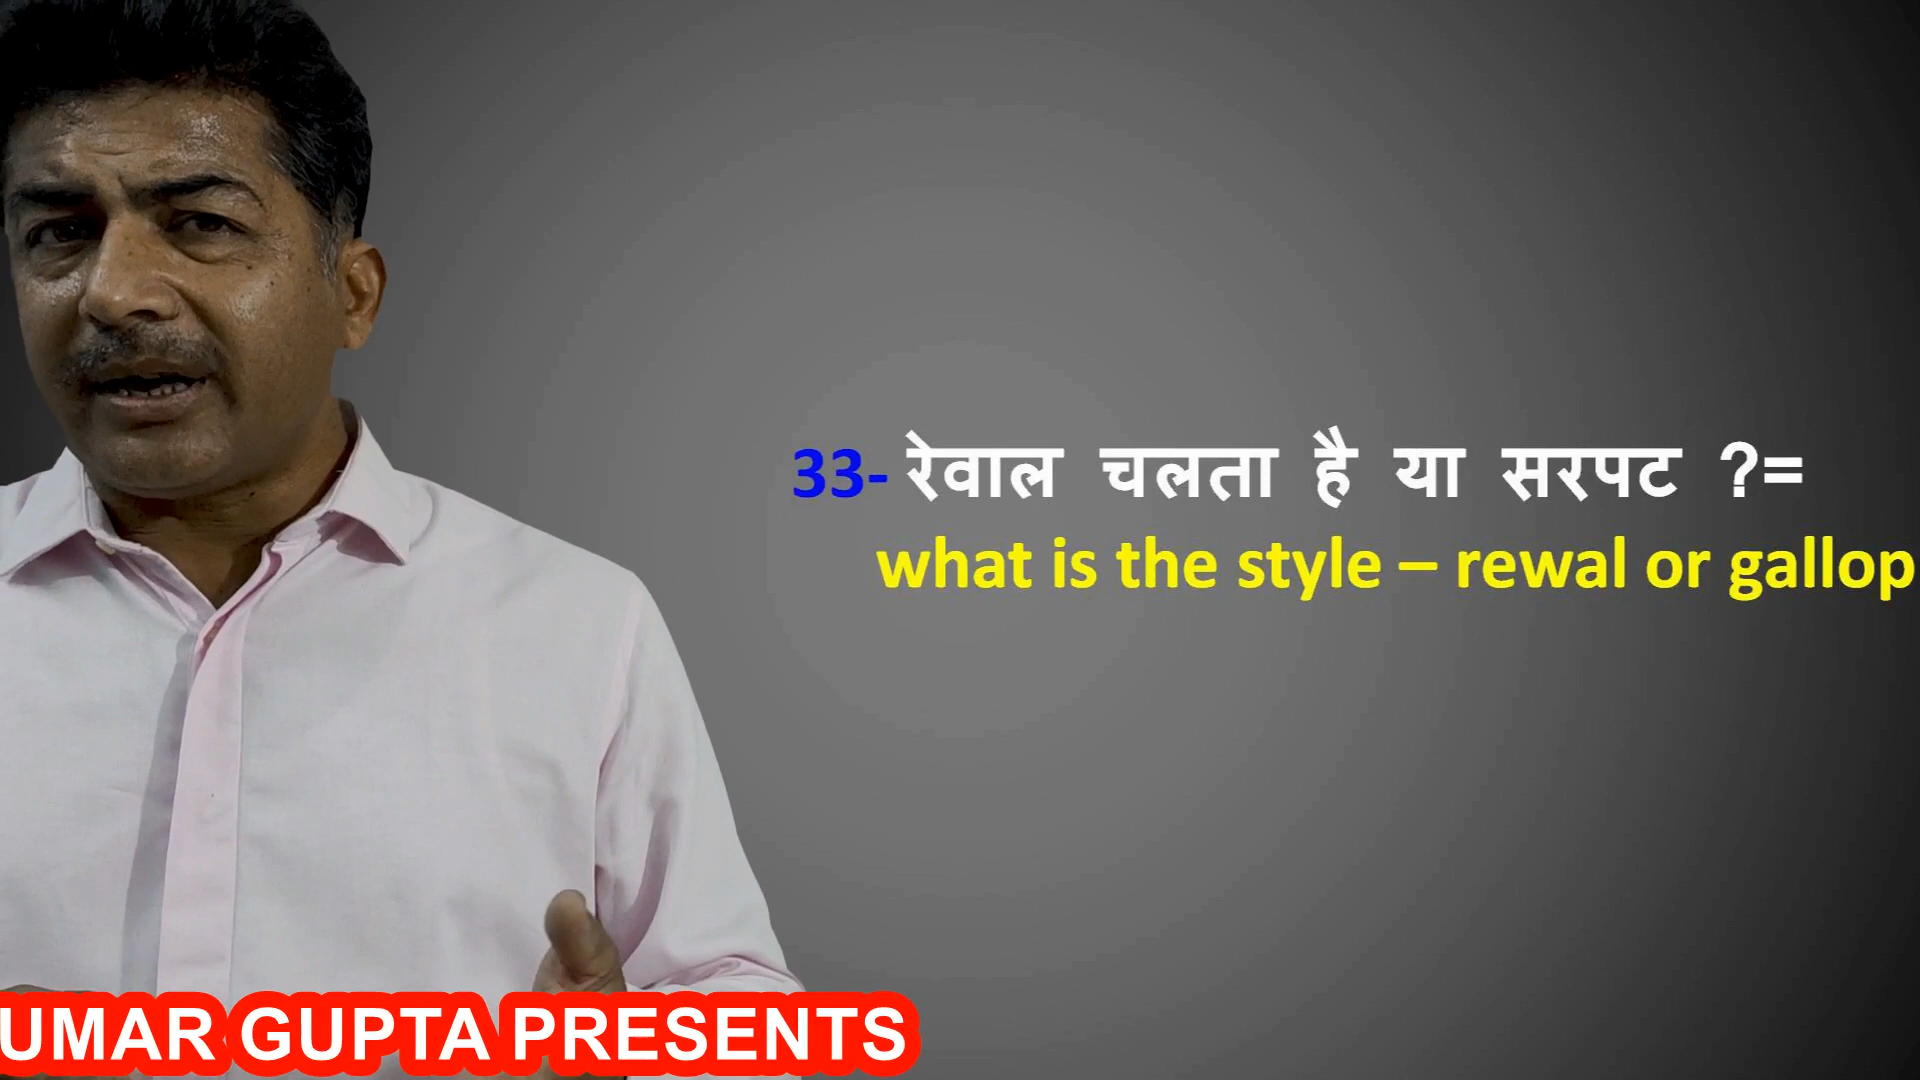 33- रेवाल चलता है या सरपट ?=
what is the style – rewal or gallop
UMAR GUPTA PRESENTS